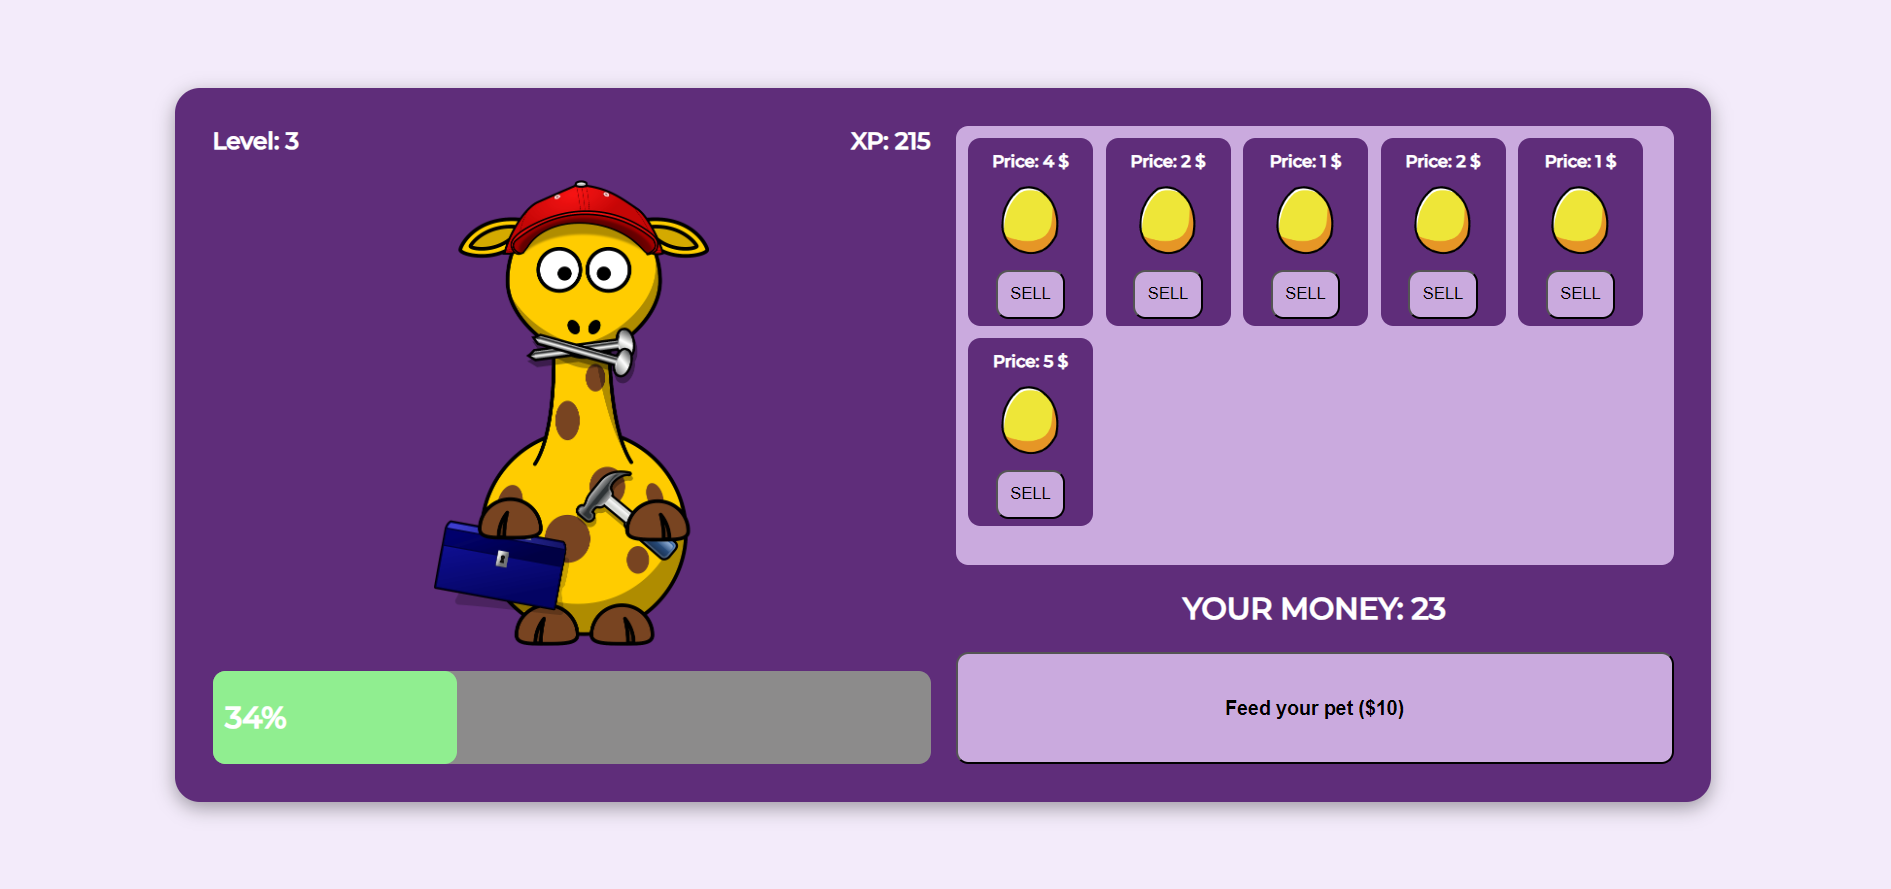 Level: 3
XP: 215
Price: 4 $
Price: 2 $
Price: 1 $
Price: 2 $
Price: 1 $
SELL
SELL
SELL
SELL
SELL
Price: 5 $
SELL
YOUR MONEY: 23
34%
Feed your pet ($10)